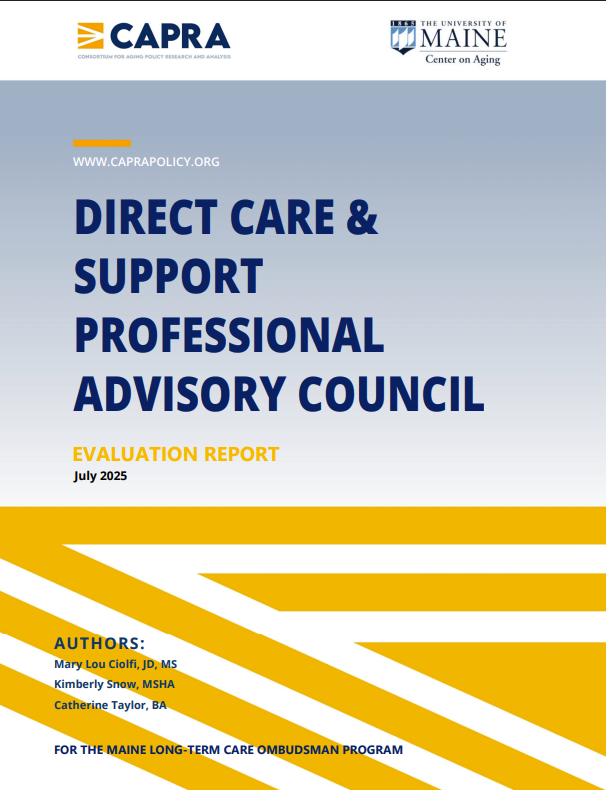 CAPRA
CONSORTIUM FOR AGING POLICY RESEARCH AND ANALYSIS
1865 THE UNIVERSITY OF
MAINE
Center on Aging
WWW.CAPRAPOLICY.ORG
DIRECT CARE &
SUPPORT
PROFESSIONAL
ADVISORY COUNCIL
EVALUATION REPORT
July 2025
AUTHORS:
Mary Lou Ciolfi, JD, MS
Kimberly Snow, MSHA
Catherine Taylor, BA
FOR THE MAINE LONG-TERM CARE OMBUDSMAN PROGRAM